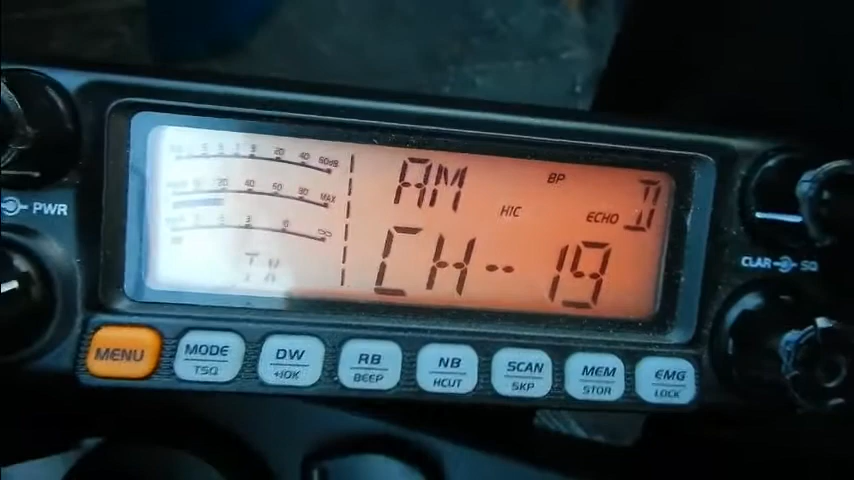 AM
BP
HIC
ECHO
D
CH--19
TX
PWR
CLAR
SQ
MENU
MODE
TSQ
DW
+10K
RB
BEEP
NB
HCUT
SCAN
SKP
MEM
STOR
EMG
LOCK